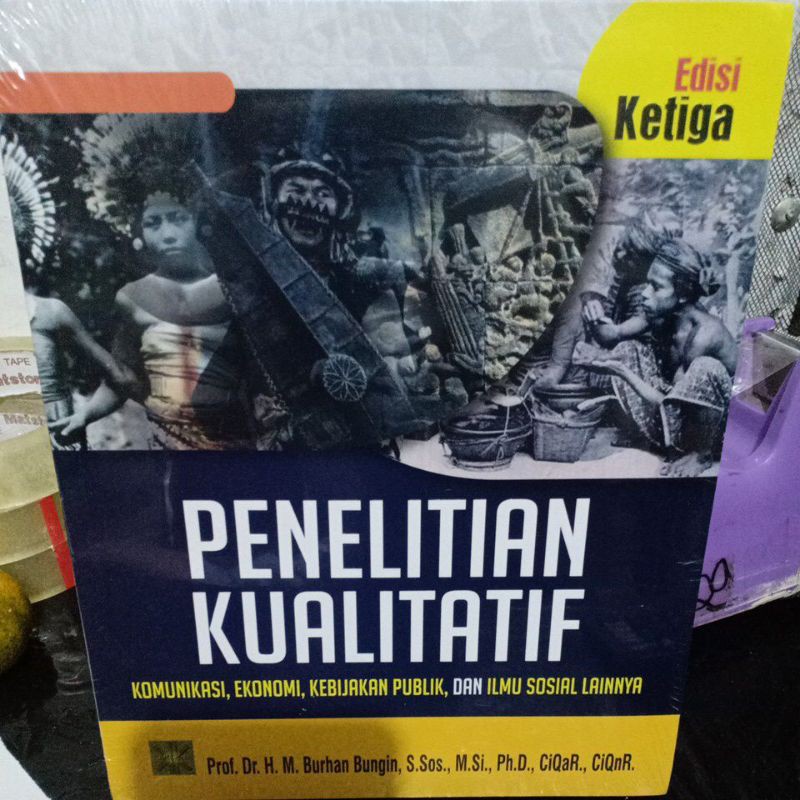 Edisi
Ketiga
TAPE
PENELITIAN
KUALITATIF
KOMUNIKASI, EKONOMI, KEBIJAKAN PUBLIK, DAN ILMU SOSIAL LAINNYA
Prof. Dr. H. M. Burhan Bungin, S.Sos., M.Si., Ph.D., CiQaR., CiQnR.